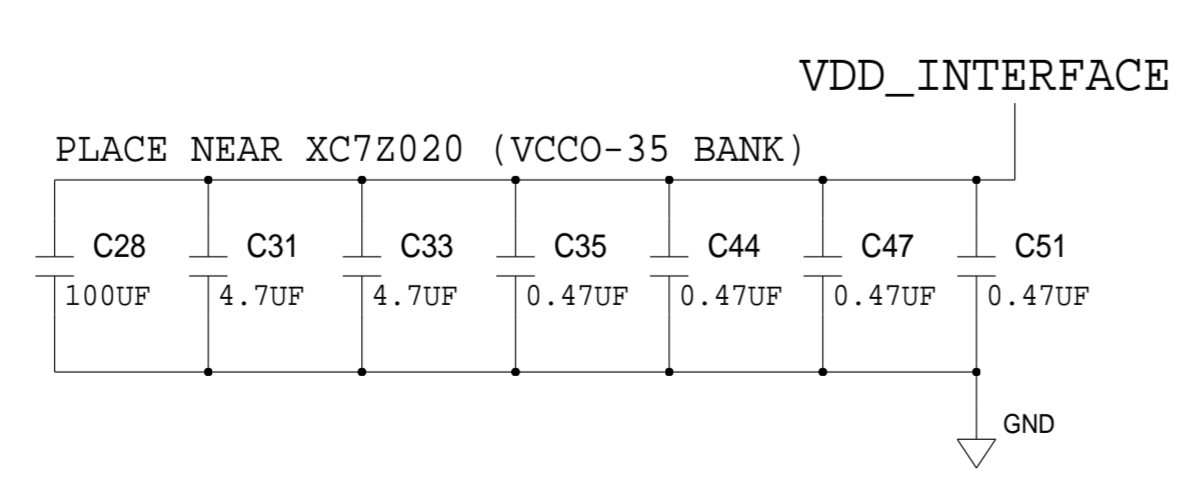 VDD_INTERFACE
PLACE NEAR XC7Z020 (VCCO-35 BANK)
C28 C31 C33 C35 C44 C47 C51
100UF 4.7UF 4.7UF 0.47UF 0.47UF 0.47UF 0.47UF
GND